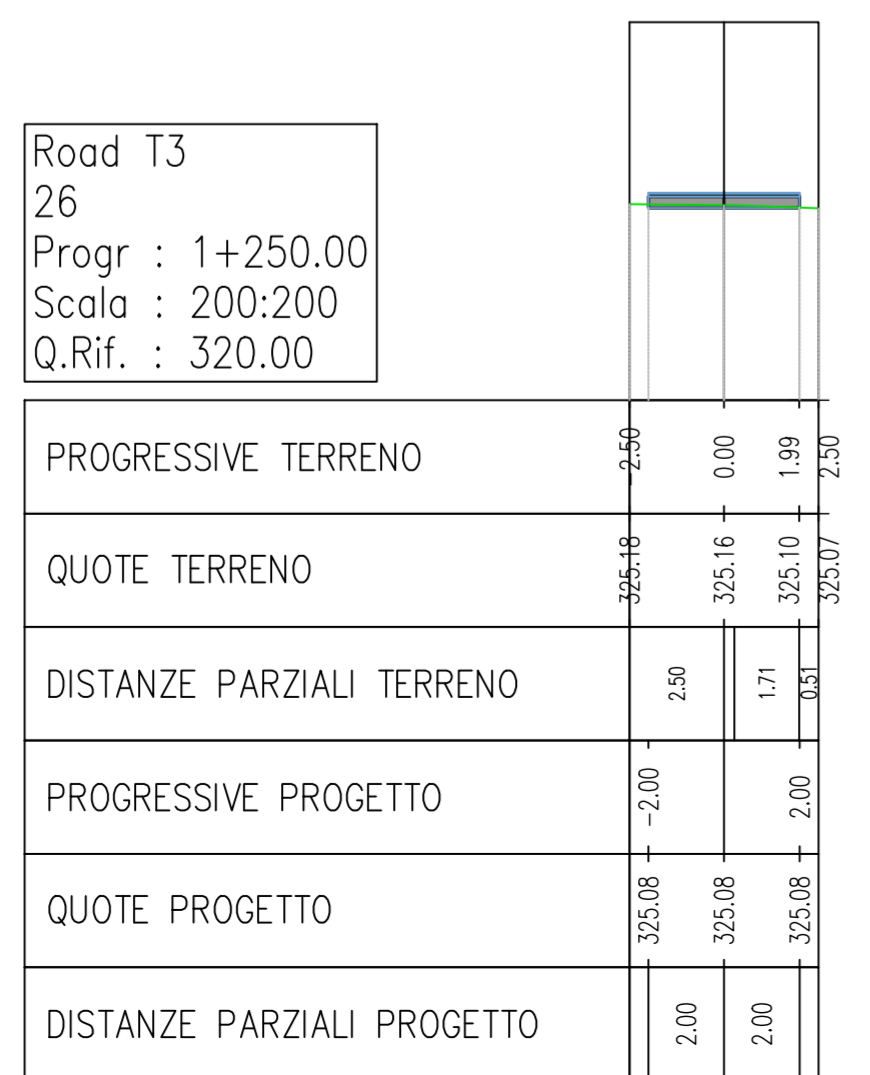 Road T3
26
Progr : 1+250.00
Scala : 200:200
Q.Rif. : 320.00
PROGRESSIVE TERRENO -2.50 0.00 1.99 2.50
QUOTE TERRENO 325.18 325.16 325.10 325.07
DISTANZE PARZIALI TERRENO 2.50 1.71 0.51
PROGRESSIVE PROGETTO -2.00 2.00
QUOTE PROGETTO 325.08 325.08 325.08
DISTANZE PARZIALI PROGETTO 2.00 2.00